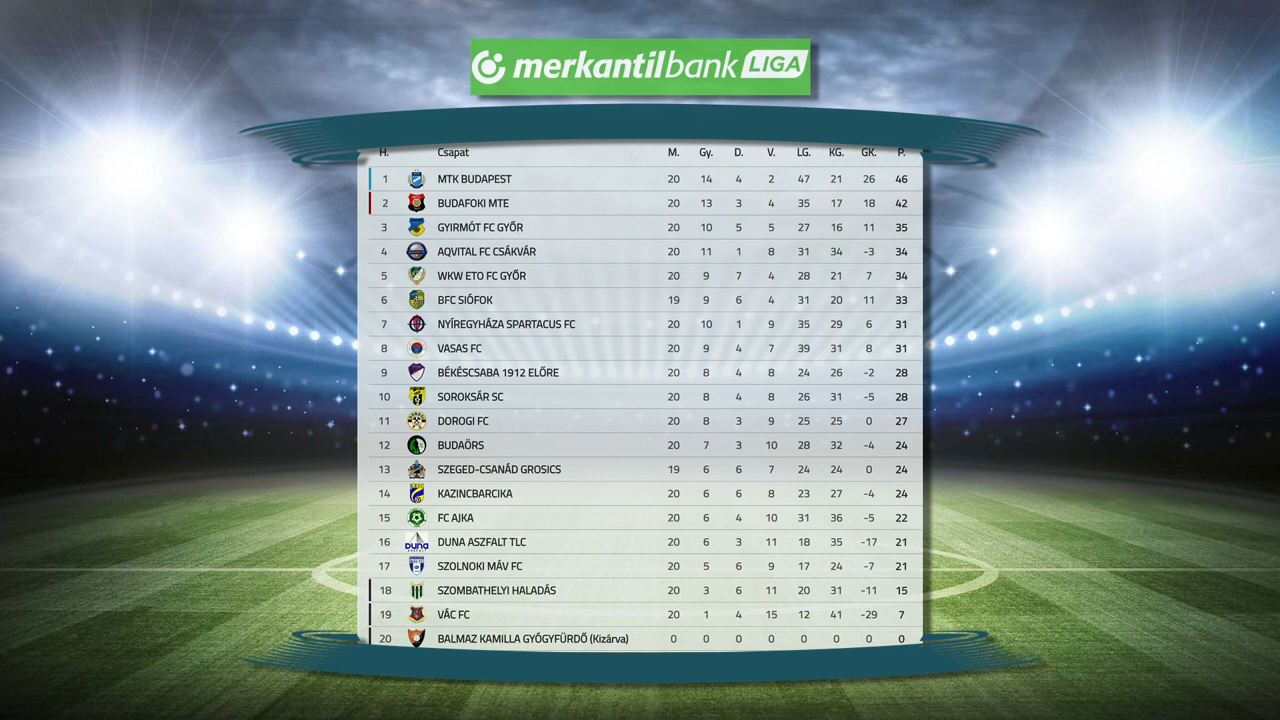 merkantilbank LIGA
H. Csapat M. Gy. D. V. LG. KG. GK. P.
1 MTK BUDAPEST 20 14 4 2 47 21 26 46
2 BUDAFOKI MTE 20 13 3 4 35 17 18 42
3 GYIRMÓT FC GYŐR 20 10 5 5 27 16 11 35
4 AQVITAL FC CSÁKVÁR 20 11 1 8 31 34 -3 34
5 WKW ETO FC GYŐR 20 9 7 4 28 21 7 34
6 BFC SIÓFOK 19 9 6 4 31 20 11 33
7 NYÍREGYHÁZA SPARTACUS FC 20 10 1 9 35 29 6 31
8 VASAS FC 20 9 4 7 39 31 8 31
9 BÉKÉSCSABA 1912 ELŐRE 20 8 4 8 24 26 -2 28
10 SOROKSÁR SC 20 8 4 8 26 31 -5 28
11 DOROGI FC 20 8 3 9 25 25 0 27
12 BUDAÖRS 20 7 3 10 28 32 -4 24
13 SZEGED-CSANÁD GROSICS 19 6 6 7 24 24 0 24
14 KAZINCBARCIKA 20 6 6 8 23 27 -4 24
15 FC AJKA 20 6 4 10 31 36 -5 22
16 DUNA ASZFALT TLC 20 6 3 11 18 35 -17 21
17 SZOLNOKI MÁV FC 20 5 6 9 17 24 -7 21
18 SZOMBATHELYI HALADÁS 20 3 6 11 20 31 -11 15
19 VÁC FC 20 1 4 15 12 41 -29 7
20 BALMAZ KAMILLA GYÓGYFÜRDŐ (Kizárva) 0 0 0 0 0 0 0 0